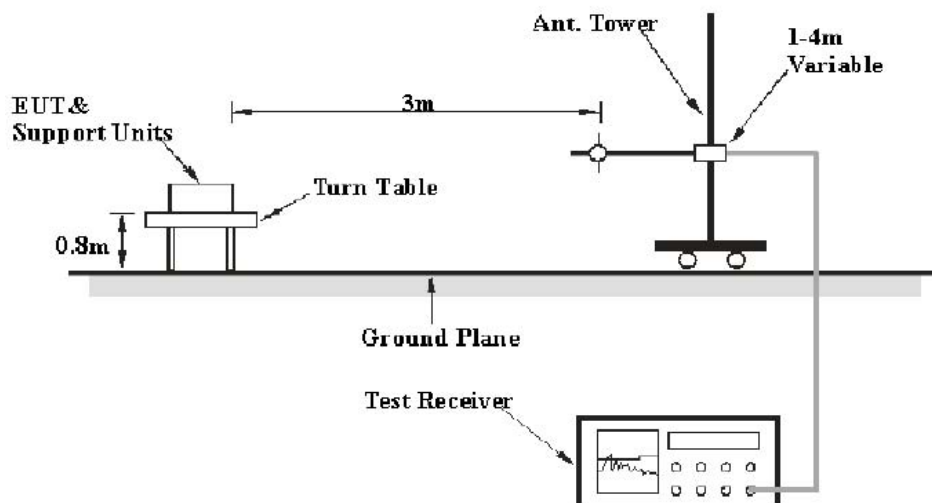 Ant. Tower
1-4m
Variable
EUT&
Support Units
3m
Turn Table
0.8m
Ground Plane
Test Receiver